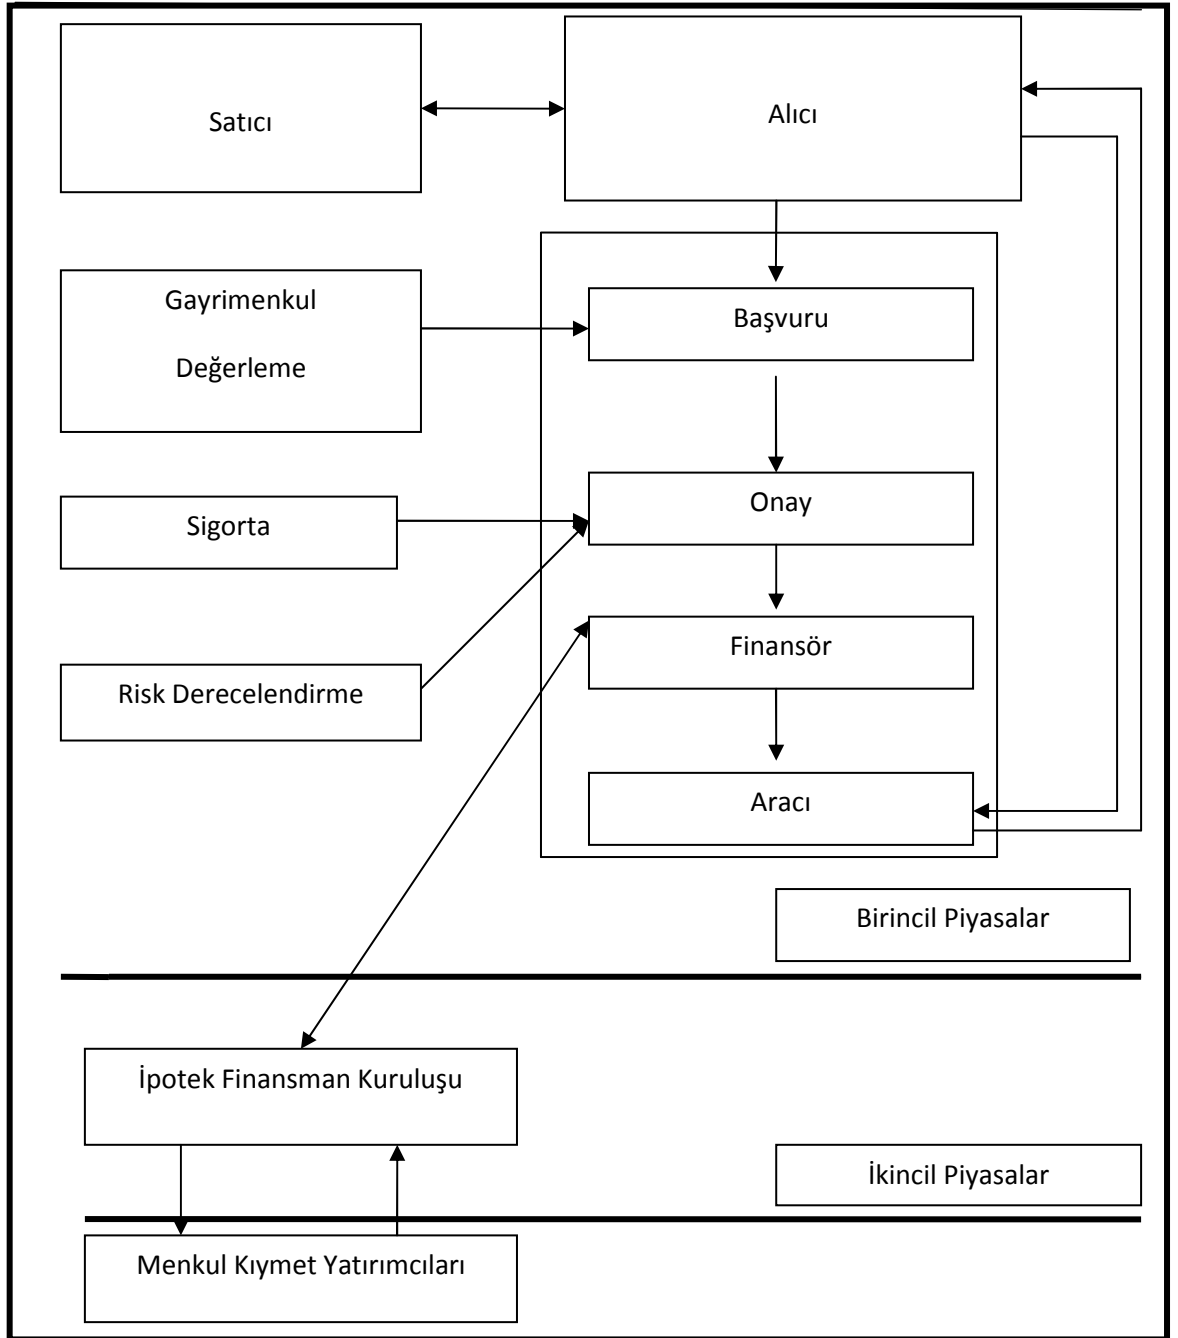 Satıcı
Alıcı
Gayrimenkul
Değerleme
Başvuru
Sigorta
Onay
Risk Derecelendirme
Finansör
Aracı
Birincil Piyasalar
İpotek Finansman Kuruluşu
İkincil Piyasalar
Menkul Kıymet Yatırımcıları